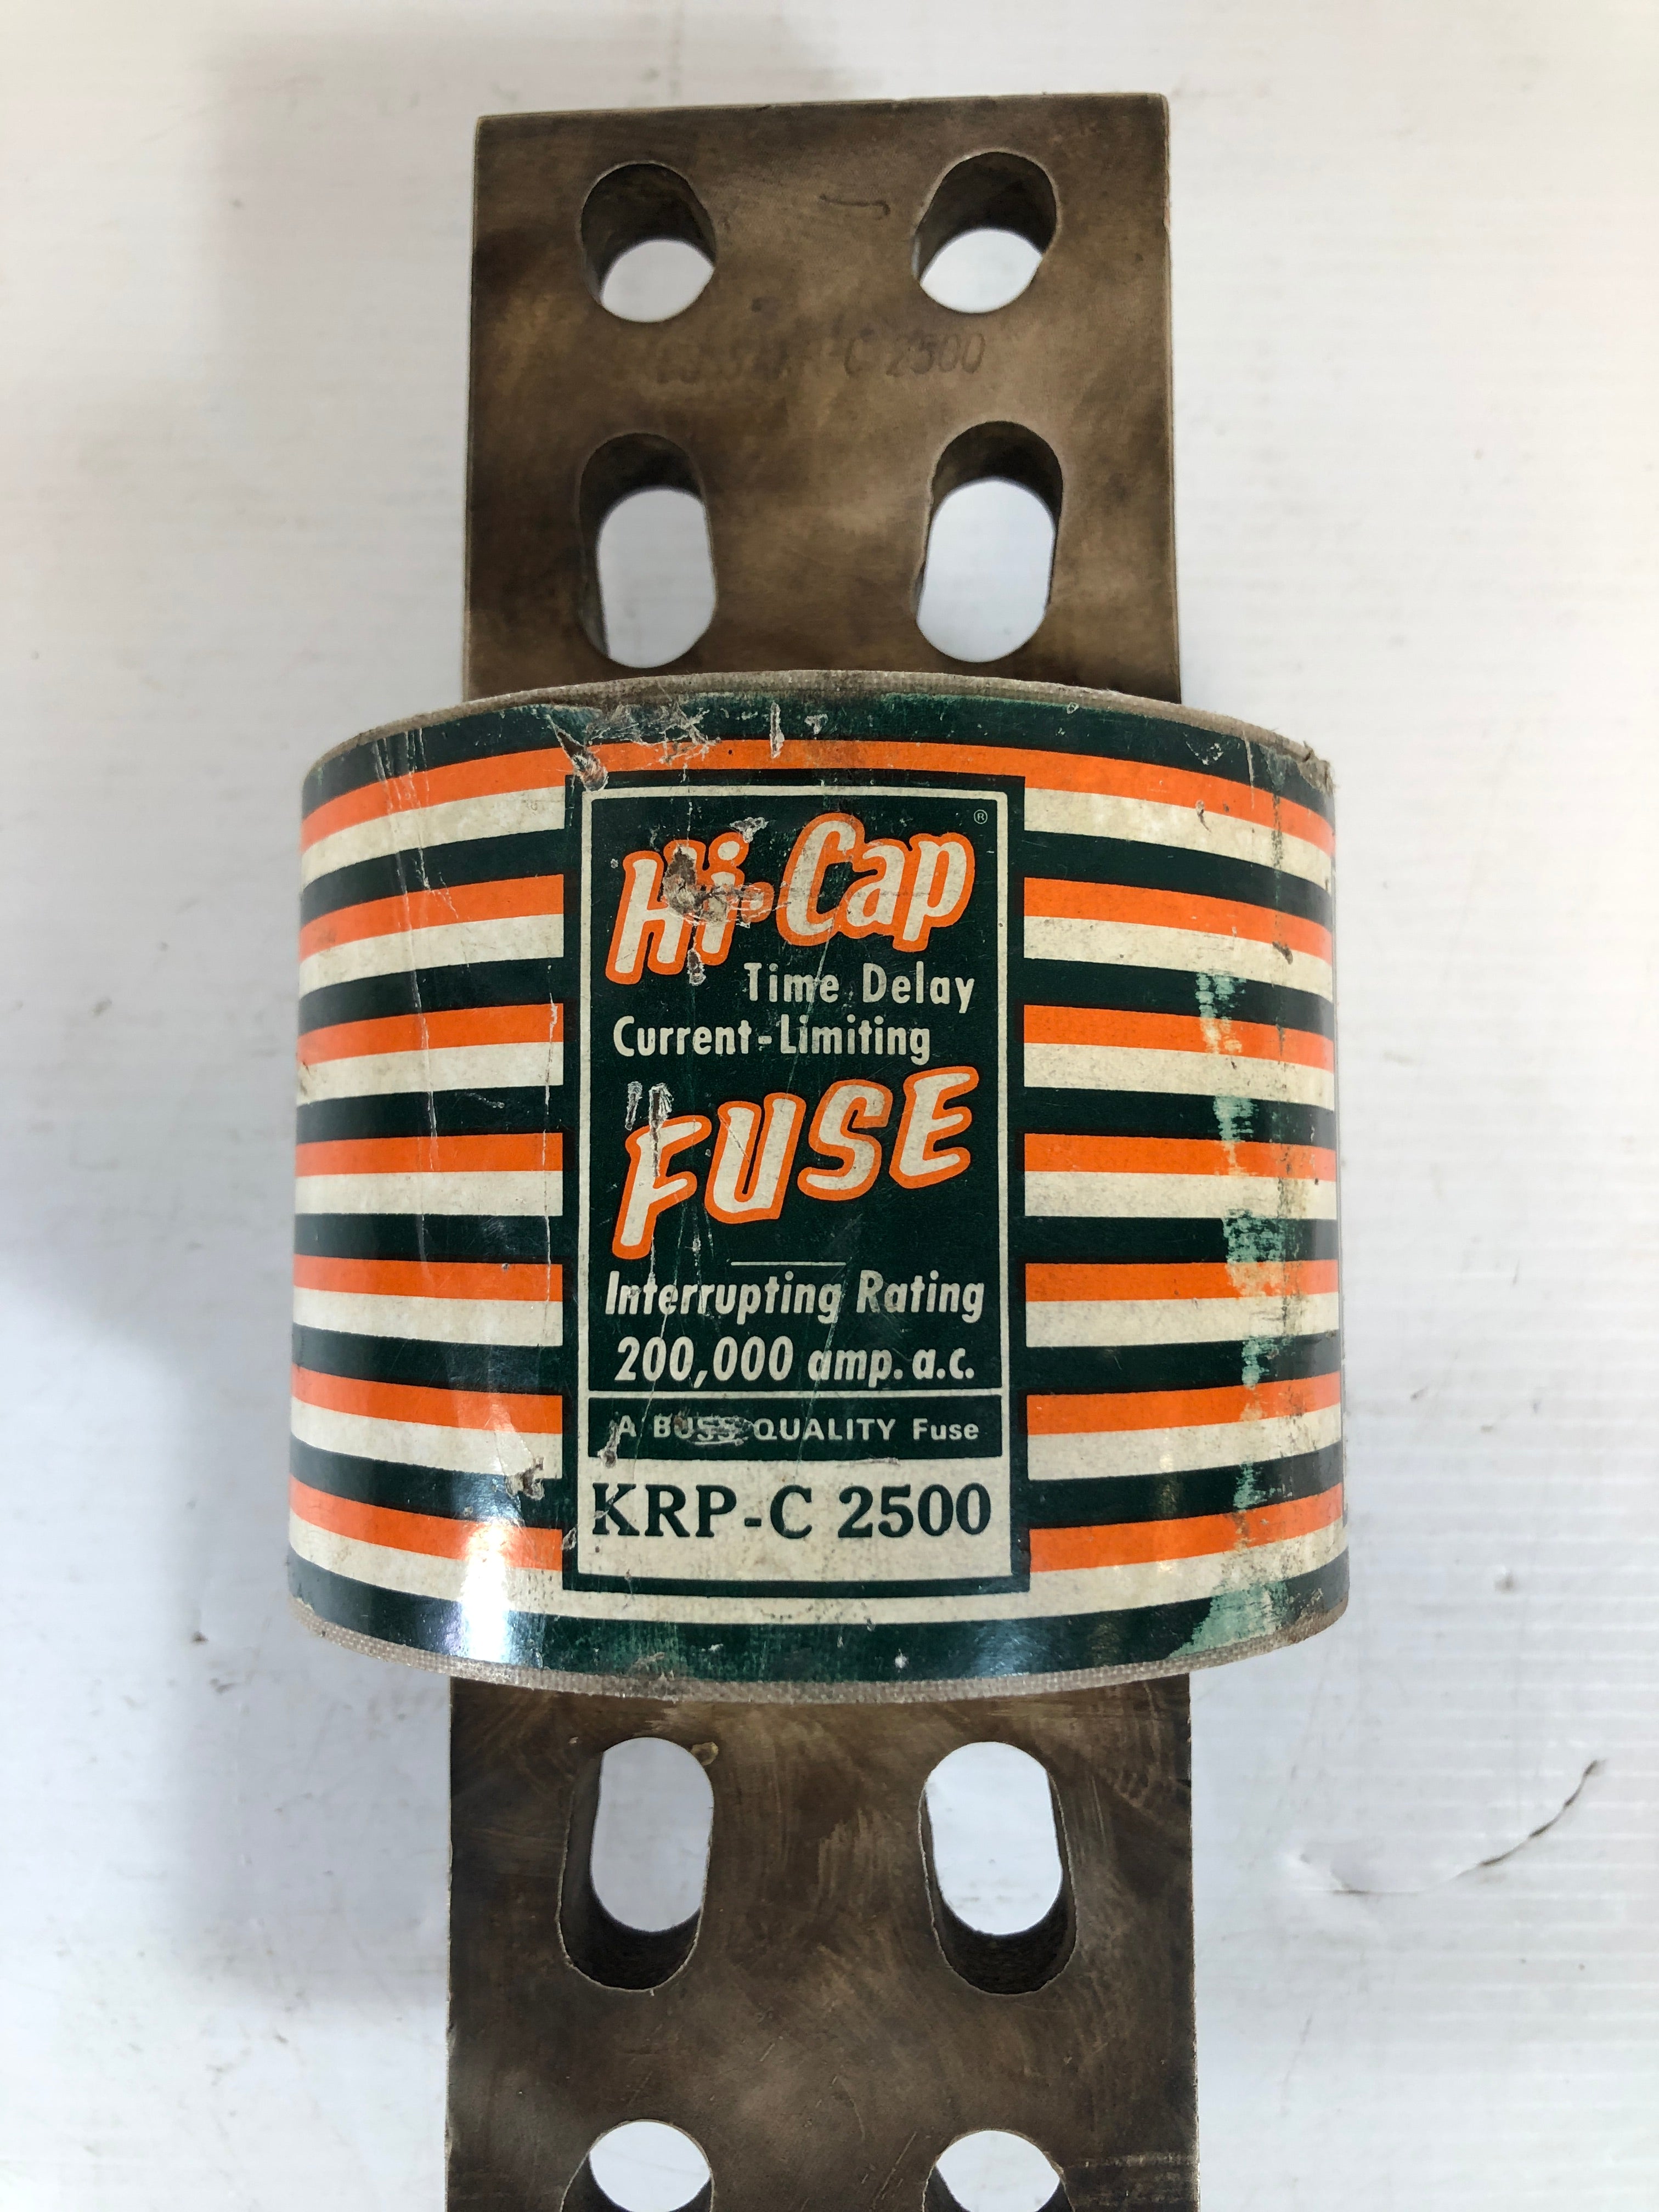 C 2500
Hi-Cap ®
Time Delay
Current-Limiting
FUSE
Interrupting Rating
200,000 amp. a.c.
A BUSS QUALITY Fuse
KRP-C 2500